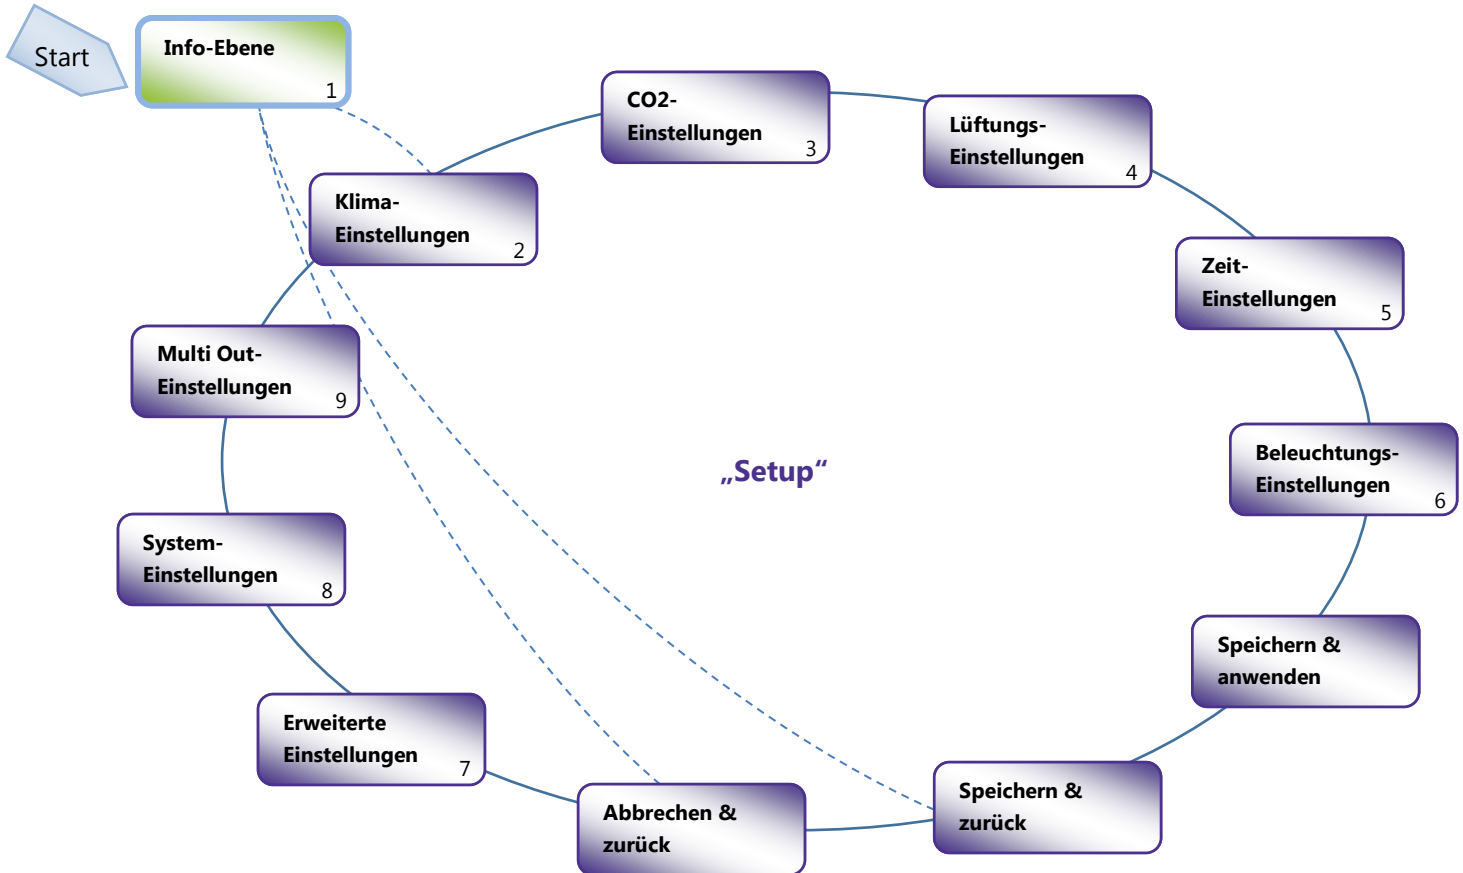 Start
Info-Ebene
1
CO2-
Einstellungen
3
Lüftungs-
Einstellungen
4
Klima-
Einstellungen
2
Zeit-
Einstellungen
5
Multi Out-
Einstellungen
9
Beleuchtungs-
Einstellungen
6
„Setup“
System-
Einstellungen
8
Speichern &
anwenden
Erweiterte
Einstellungen
7
Speichern &
zurück
Abbrechen &
zurück